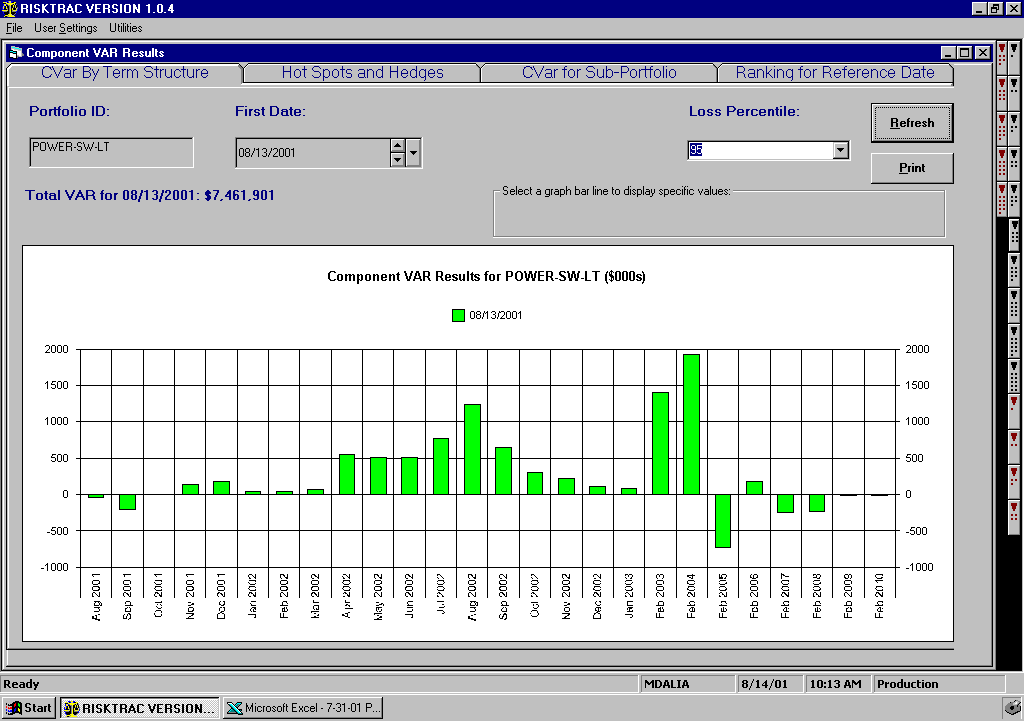 RISKTRAC VERSION 1.0.4
File User Settings Utilities
Component VAR Results
CVar By Term Structure Hot Spots and Hedges CVar for Sub-Portfolio Ranking for Reference Date
Portfolio ID: First Date: Loss Percentile:
POWER-SW-LT 08/13/2001 95 Refresh
Print
Total VAR for 08/13/2001: $7,461,901
Select a graph bar line to display specific values:
Component VAR Results for POWER-SW-LT ($000s)
08/13/2001
2000 2000
1500 1500
1000 1000
500 500
0 0
-500 -500
-1000 -1000
Aug 2001 Sep 2001 Oct 2001 Nov 2001 Dec 2001 Jan 2002 Feb 2002 Mar 2002 Apr 2002 May 2002 Jun 2002 Jul 2002 Aug 2002 Sep 2002 Oct 2002 Nov 2002 Dec 2002 Jan 2003 Feb 2003 Feb 2004 Feb 2005 Feb 2006 Feb 2007 Feb 2008 Feb 2009 Feb 2010
Ready MDALIA 8/14/01 10:13 AM Production
Start RISKTRAC VERSION... Microsoft Excel - 7-31-01 P...